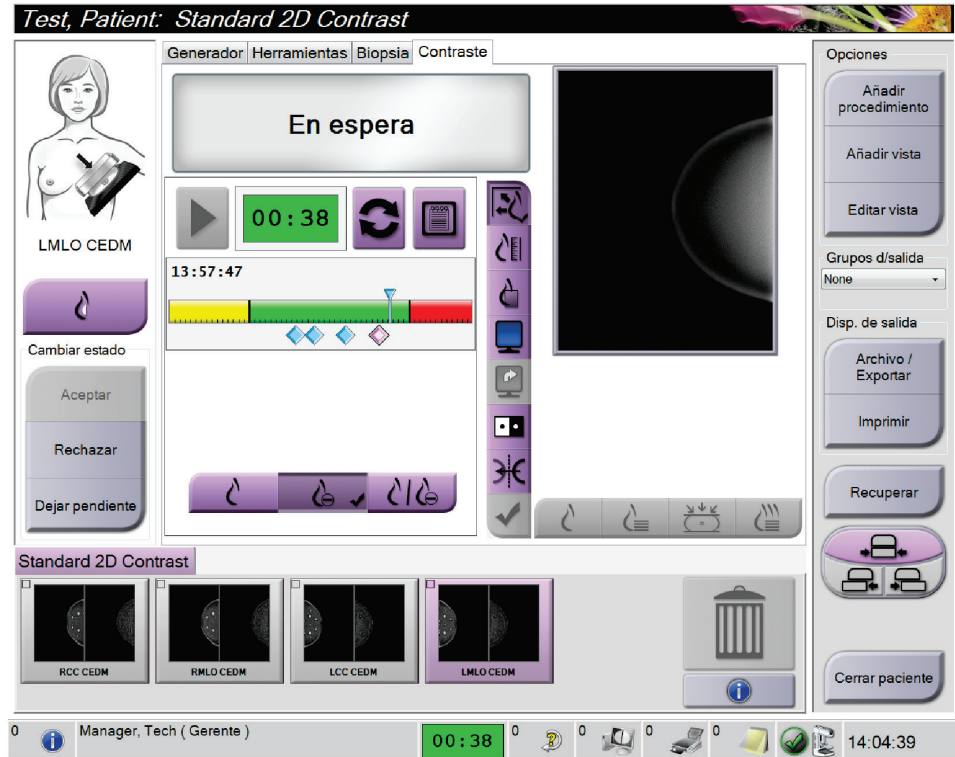 Test, Patient: Standard 2D Contrast
Generador Herramientas Biopsia Contraste
En espera
00:38
13:57:47
LMLO CEDM
Cambiar estado
Aceptar
Rechazar
Dejar pendiente
Opciones
Añadir
procedimiento
Añadir vista
Editar vista
Grupos d/salida
None
Disp. de salida
Archivo /
Exportar
Imprimir
Recuperar
Cerrar paciente
Standard 2D Contrast
RCC CEDM
RMLO CEDM
LCC CEDM
LMLO CEDM
0 Manager, Tech ( Gerente ) 00:38 0 0 0 0 14:04:39